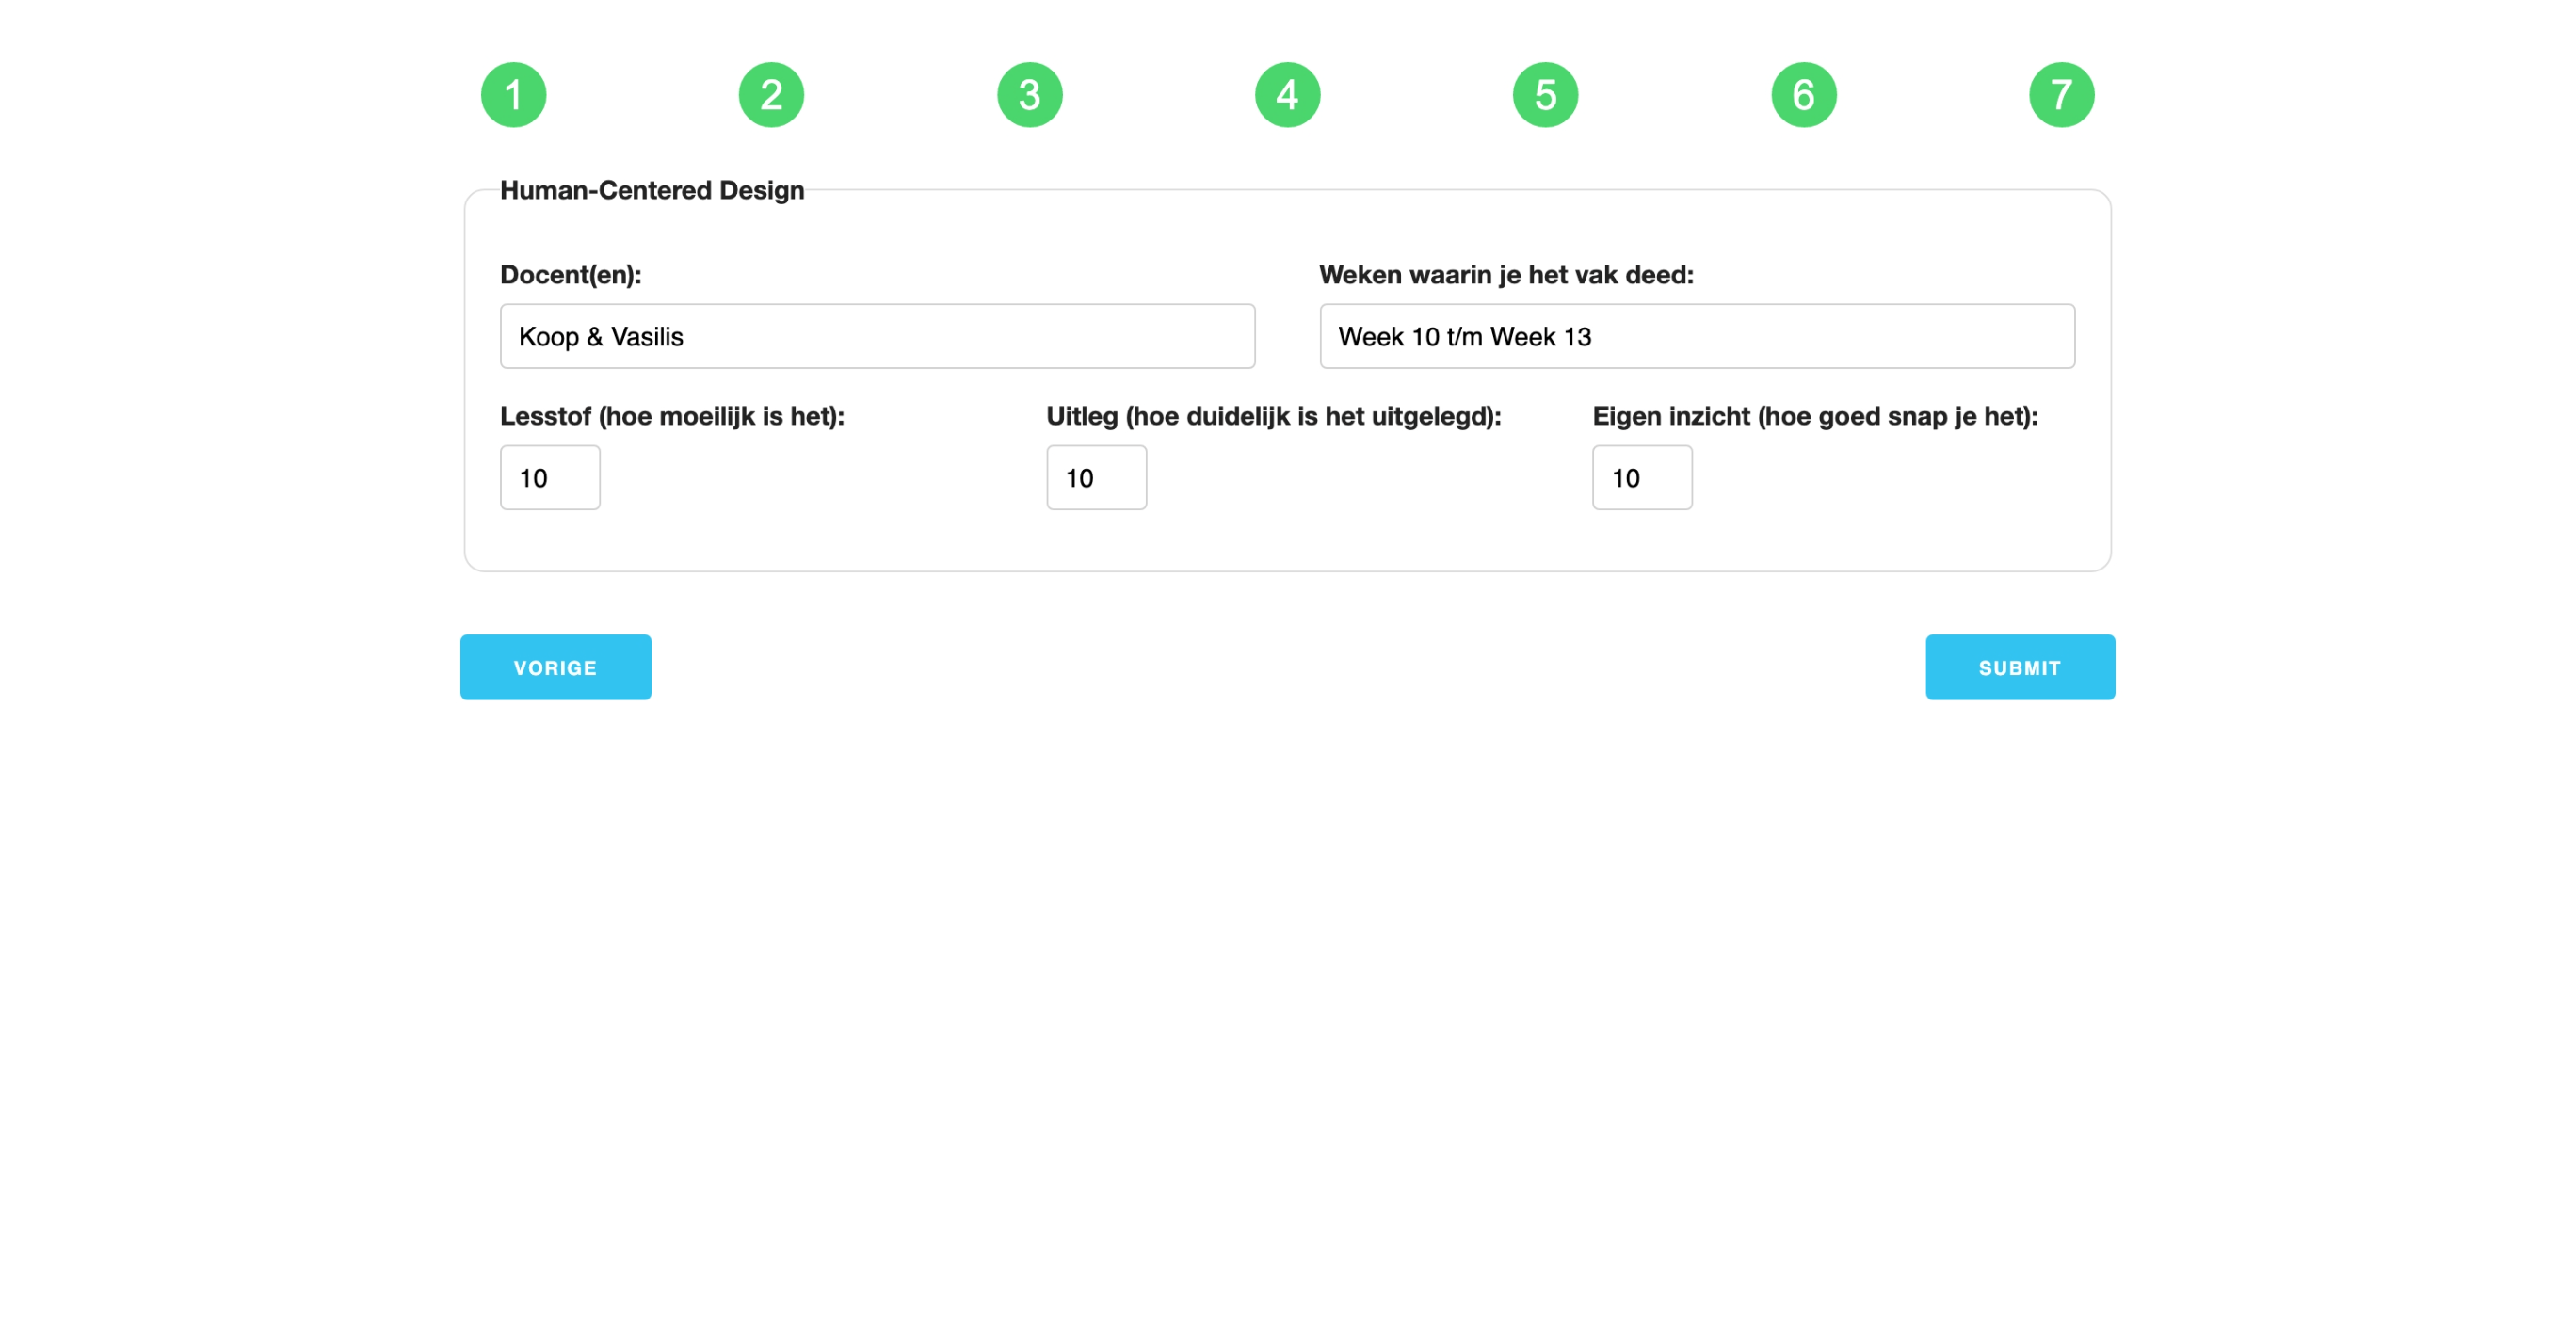 1 2 3 4 5 6 7
Human-Centered Design
Docent(en): Weken waarin je het vak deed:
Koop & Vasilis Week 10 t/m Week 13
Lesstof (hoe moeilijk is het): Uitleg (hoe duidelijk is het uitgelegd): Eigen inzicht (hoe goed snap je het):
10 10 10
VORIGE SUBMIT